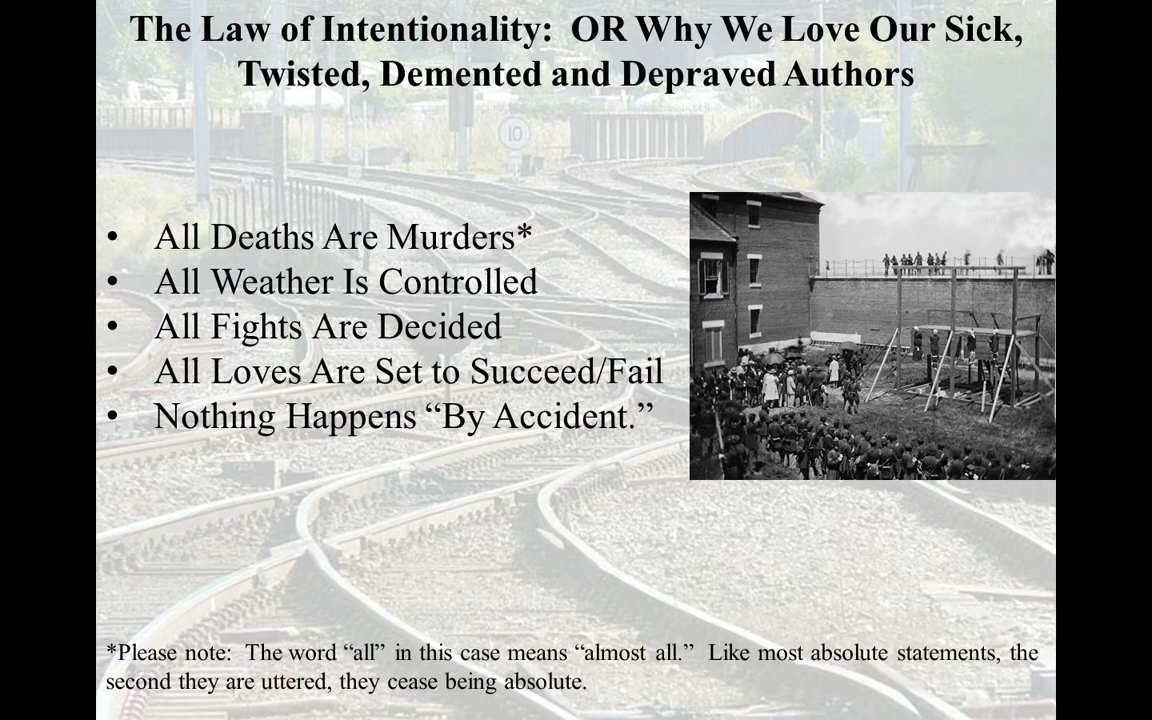 The Law of Intentionality:  OR Why We Love Our Sick,
Twisted, Demented and Depraved Authors
• All Deaths Are Murders*
• All Weather Is Controlled
• All Fights Are Decided
• All Loves Are Set to Succeed/Fail
• Nothing Happens “By Accident.”
*Please note:  The word “all” in this case means “almost all.”  Like most absolute statements, the
second they are uttered, they cease being absolute.
10